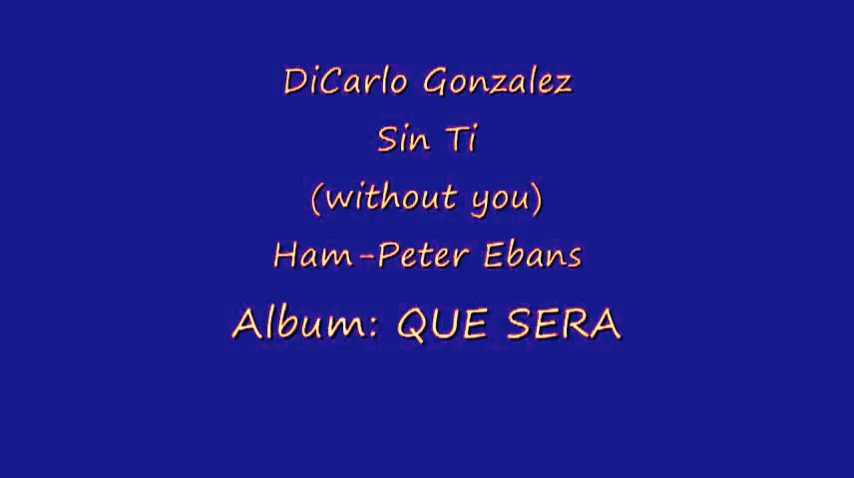 DiCarlo Gonzalez
Sin Ti
(without you)
Ham-Peter Ebans
Album: QUE SERA